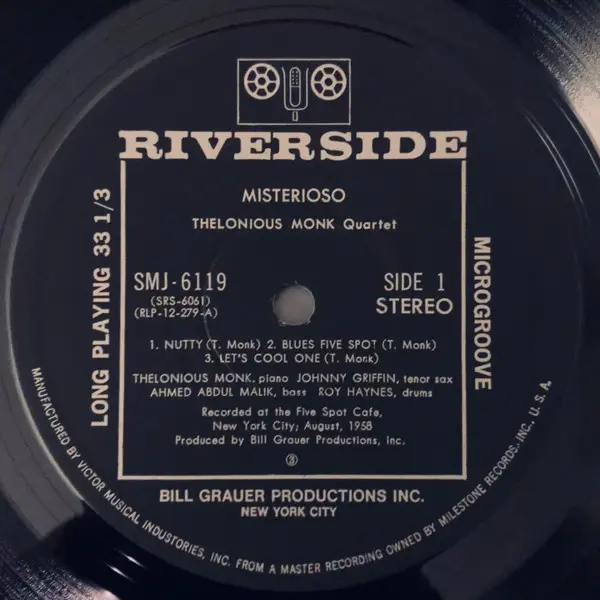 RIVERSIDE
MISTERIOSO
THELONIOUS MONK Quartet
LONG PLAYING 33 1/3
MICROGROOVE
SMJ-6119 SIDE 1
(SRS-6061) STEREO
(RLP-12-279-A)
1. NUTTY (T. Monk) 2. BLUES FIVE SPOT (T. Monk)
3. LET'S COOL ONE (T. Monk)
THELONIOUS MONK, piano JOHNNY GRIFFIN, tenor sax
AHMED ABDUL MALIK, bass ROY HAYNES, drums
Recorded at the Five Spot Cafe,
New York City; August, 1958
Produced by Bill Grauer Productions, Inc.
BILL GRAUER PRODUCTIONS INC.
NEW YORK CITY
MANUFACTURED BY VICTOR MUSICAL INDUSTRIES, INC. FROM A MASTER RECORDING OWNED BY MILESTONE RECORDS, INC., U.S.A.